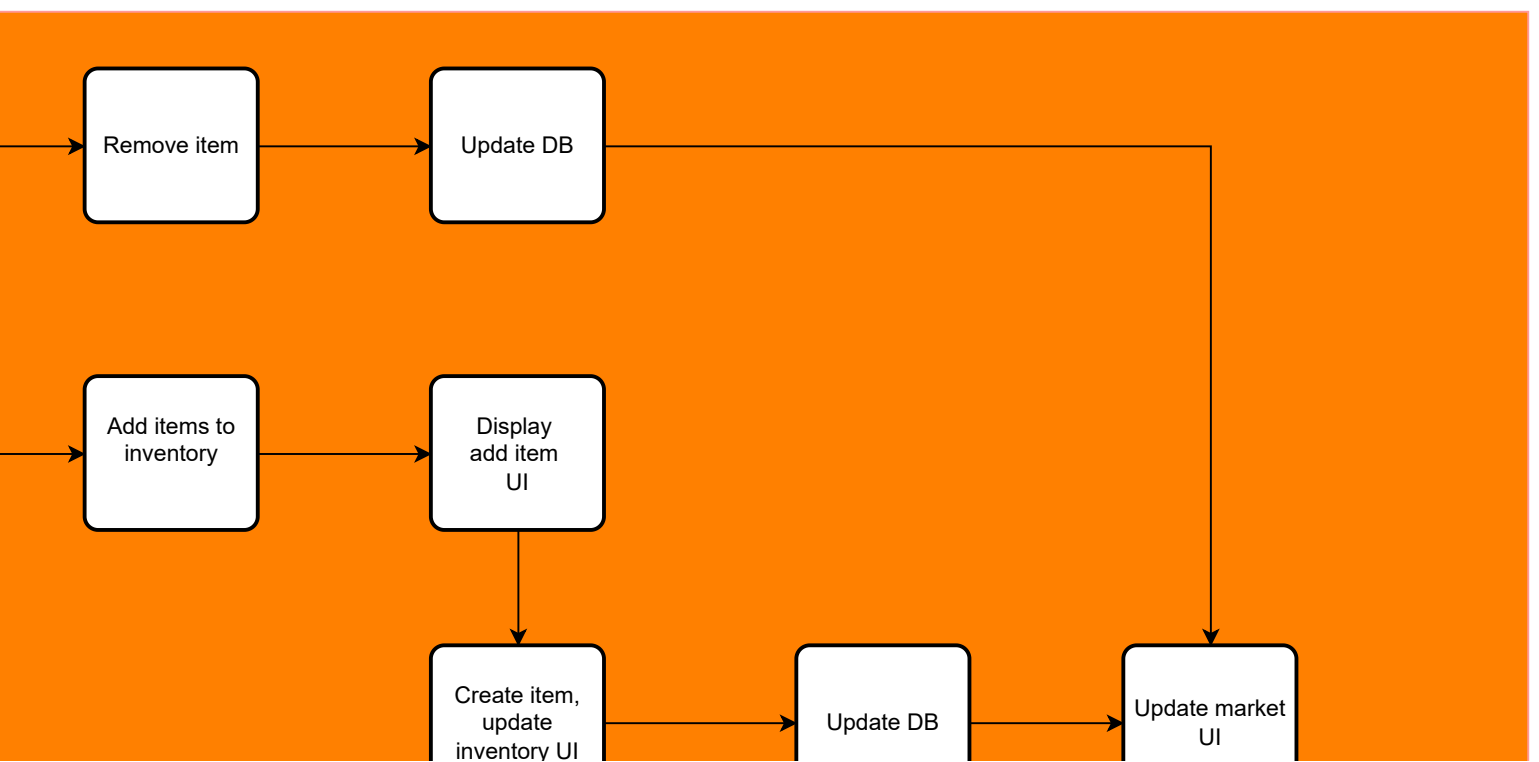 Remove item
Update DB
Add items to
inventory
Display
add item
UI
Create item,
update
inventory UI
Update DB
Update market
UI